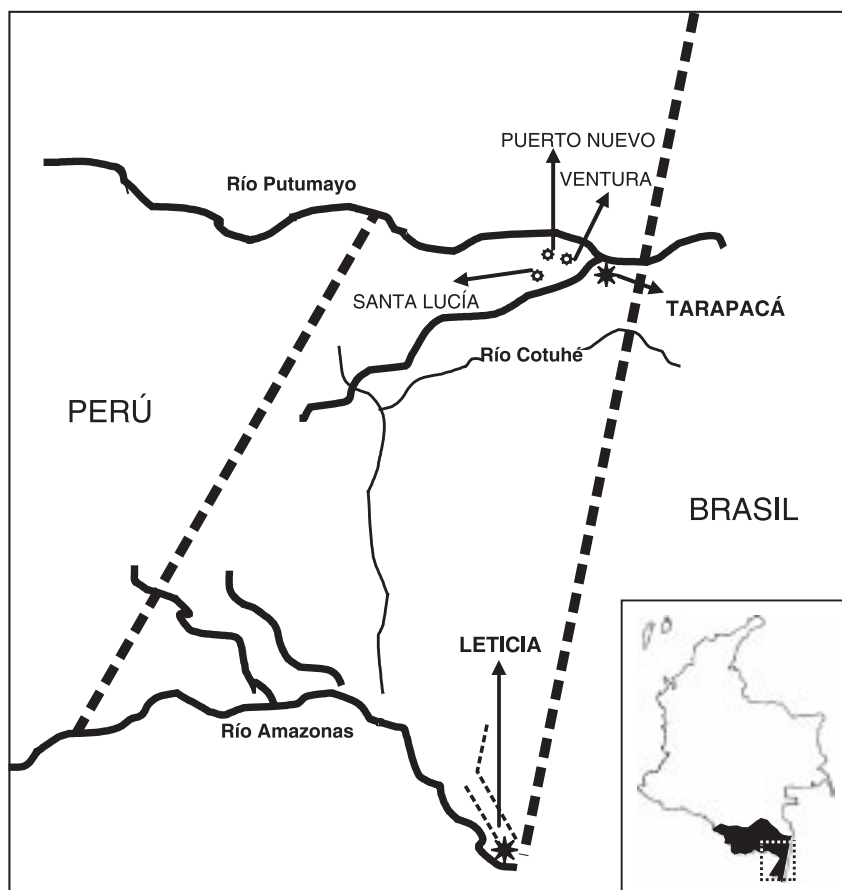 PUERTO NUEVO
VENTURA
Río Putumayo
SANTA LUCÍA
TARAPACÁ
Río Cotuhé
PERÚ
BRASIL
LETICIA
Río Amazonas